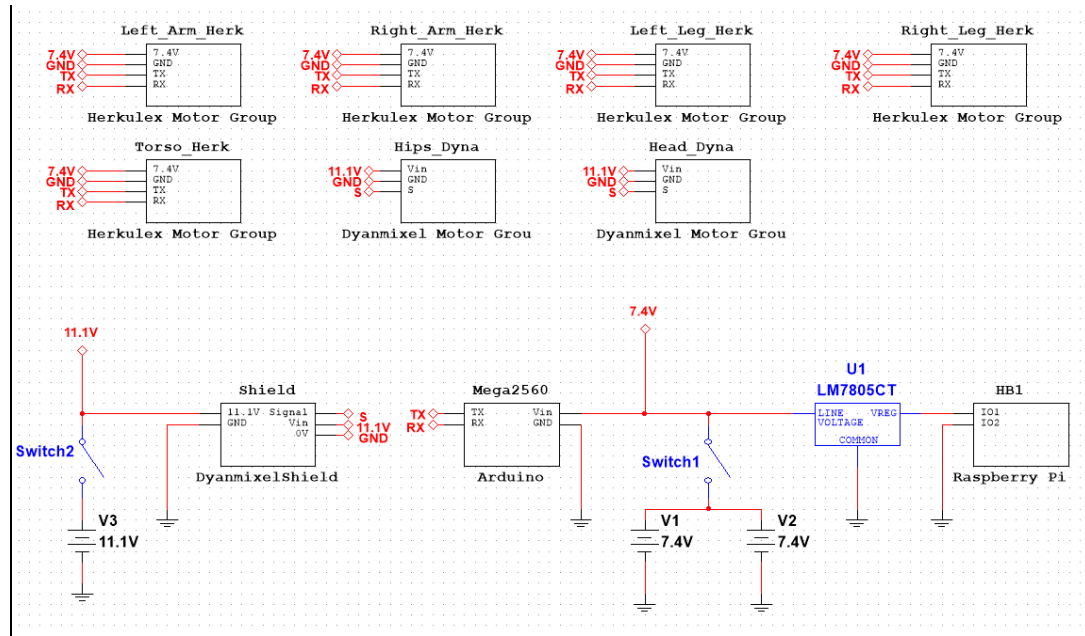 Left_Arm_Herk
7.4V
GND
TX
RX
7.4V
GND
TX
RX
Herkulex Motor Group
Right_Arm_Herk
7.4V
GND
TX
RX
7.4V
GND
TX
RX
Herkulex Motor Group
Left_Leg_Herk
7.4V
GND
TX
RX
7.4V
GND
TX
RX
Herkulex Motor Group
Right_Leg_Herk
7.4V
GND
TX
RX
7.4V
GND
TX
RX
Herkulex Motor Group
Torso_Herk
7.4V
GND
TX
RX
7.4V
GND
TX
RX
Herkulex Motor Group
Hips_Dyna
11.1V
GND
S
Vin
GND
S
Dyanmixel Motor Grou
Head_Dyna
11.1V
GND
S
Vin
GND
S
Dyanmixel Motor Grou
11.1V
Switch2
V3
11.1V
Shield
11.1V Signal
GND Vin
0V
S
11.1V
GND
DyanmixelShield
Mega2560
TX
RX
TX Vin
RX GND
Arduino
7.4V
Switch1
V1
7.4V
V2
7.4V
U1
LM7805CT
LINE VREG
VOLTAGE
COMMON
HB1
IO1
IO2
Raspberry Pi